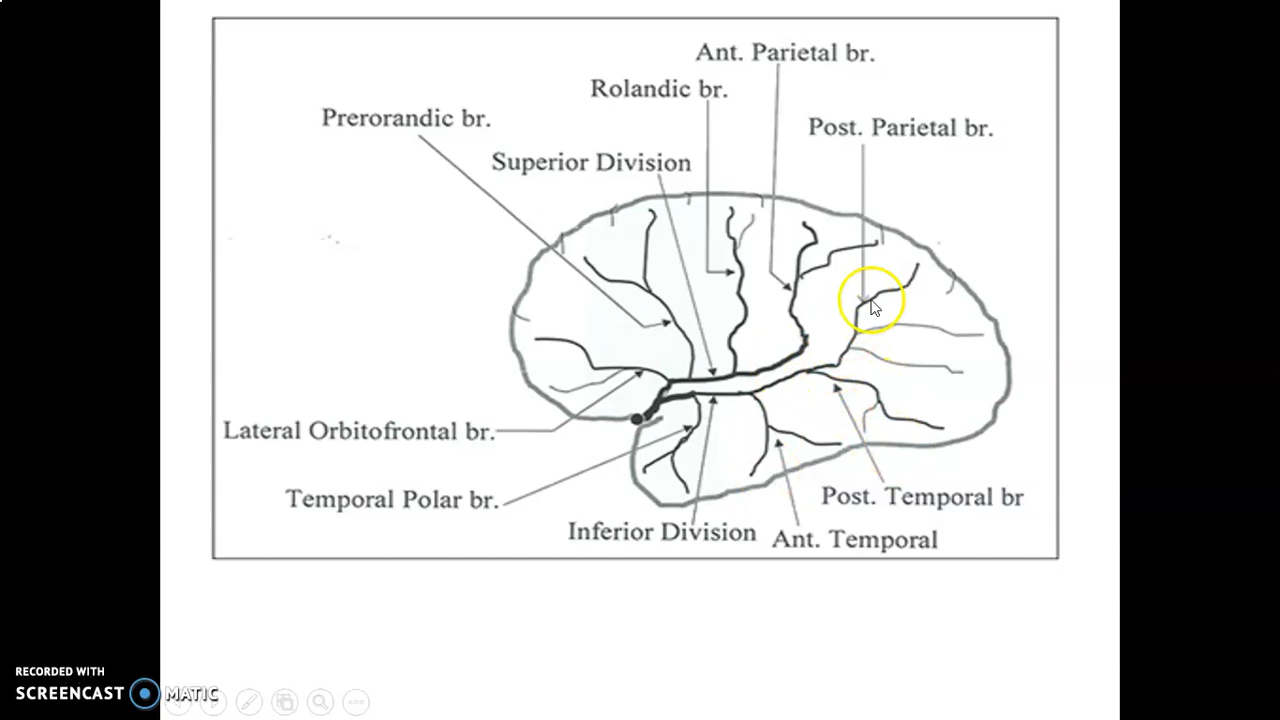 Ant. Parietal br.
Rolandic br.
Prerorandic br.
Post. Parietal br.
Superior Division
Lateral Orbitofrontal br.
Temporal Polar br.
Post. Temporal br
Inferior Division
Ant. Temporal
RECORDED WITH
SCREENCAST MATIC